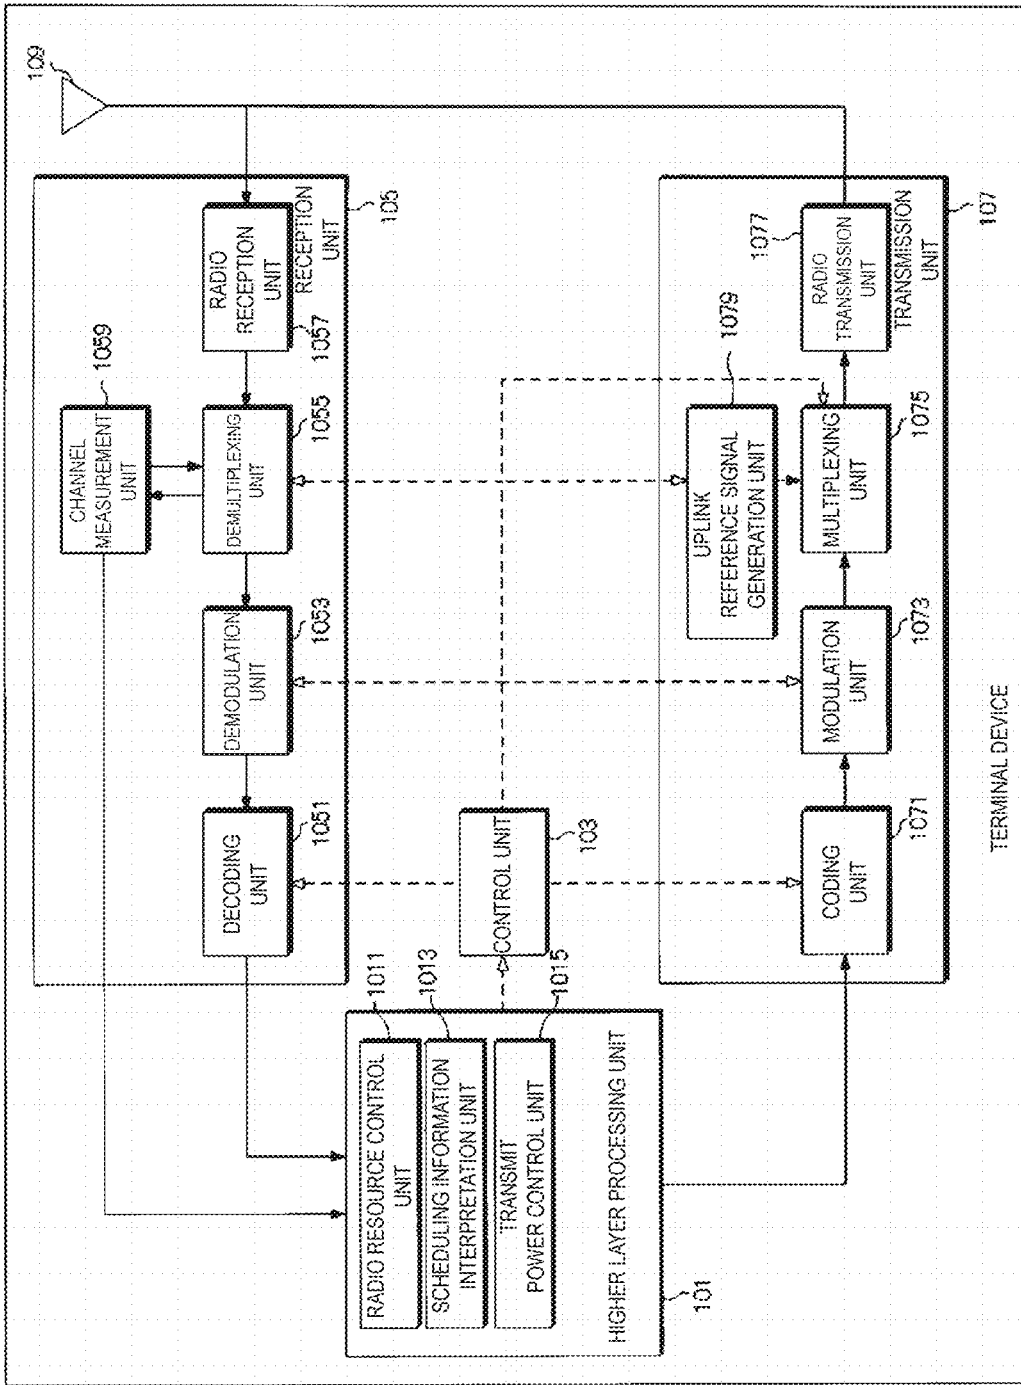 109
105
RECEPTION
UNIT
RADIO
RECEPTION
UNIT
1057
CHANNEL
MEASUREMENT
UNIT
1059
DEMULTIPLEXING
UNIT
1055
DEMODULATION
UNIT
1053
DECODING
UNIT
1051
RADIO RESOURCE CONTROL
UNIT
1011
SCHEDULING INFORMATION
INTERPRETATION UNIT
1013
TRANSMIT
POWER CONTROL UNIT
1015
HIGHER LAYER PROCESSING UNIT
101
CONTROL UNIT
103
UPLINK
REFERENCE SIGNAL
GENERATION UNIT
1079
CODING
UNIT
1071
MODULATION
UNIT
1073
MULTIPLEXING
UNIT
1075
RADIO
TRANSMISSION
UNIT
1077
TRANSMISSION
UNIT
107
TERMINAL DEVICE